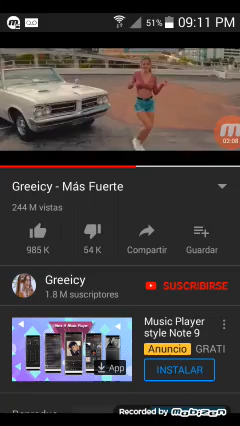 51% 09:11 PM
02:08
Greeicy - Más Fuerte
244 M vistas
985 K 54 K Compartir Guardar
Greeicy
1.8 M suscriptores
SUSCRIBIRSE
Music Player
style Note 9
Anuncio GRATI
App
INSTALAR
Recorded by Mobizen